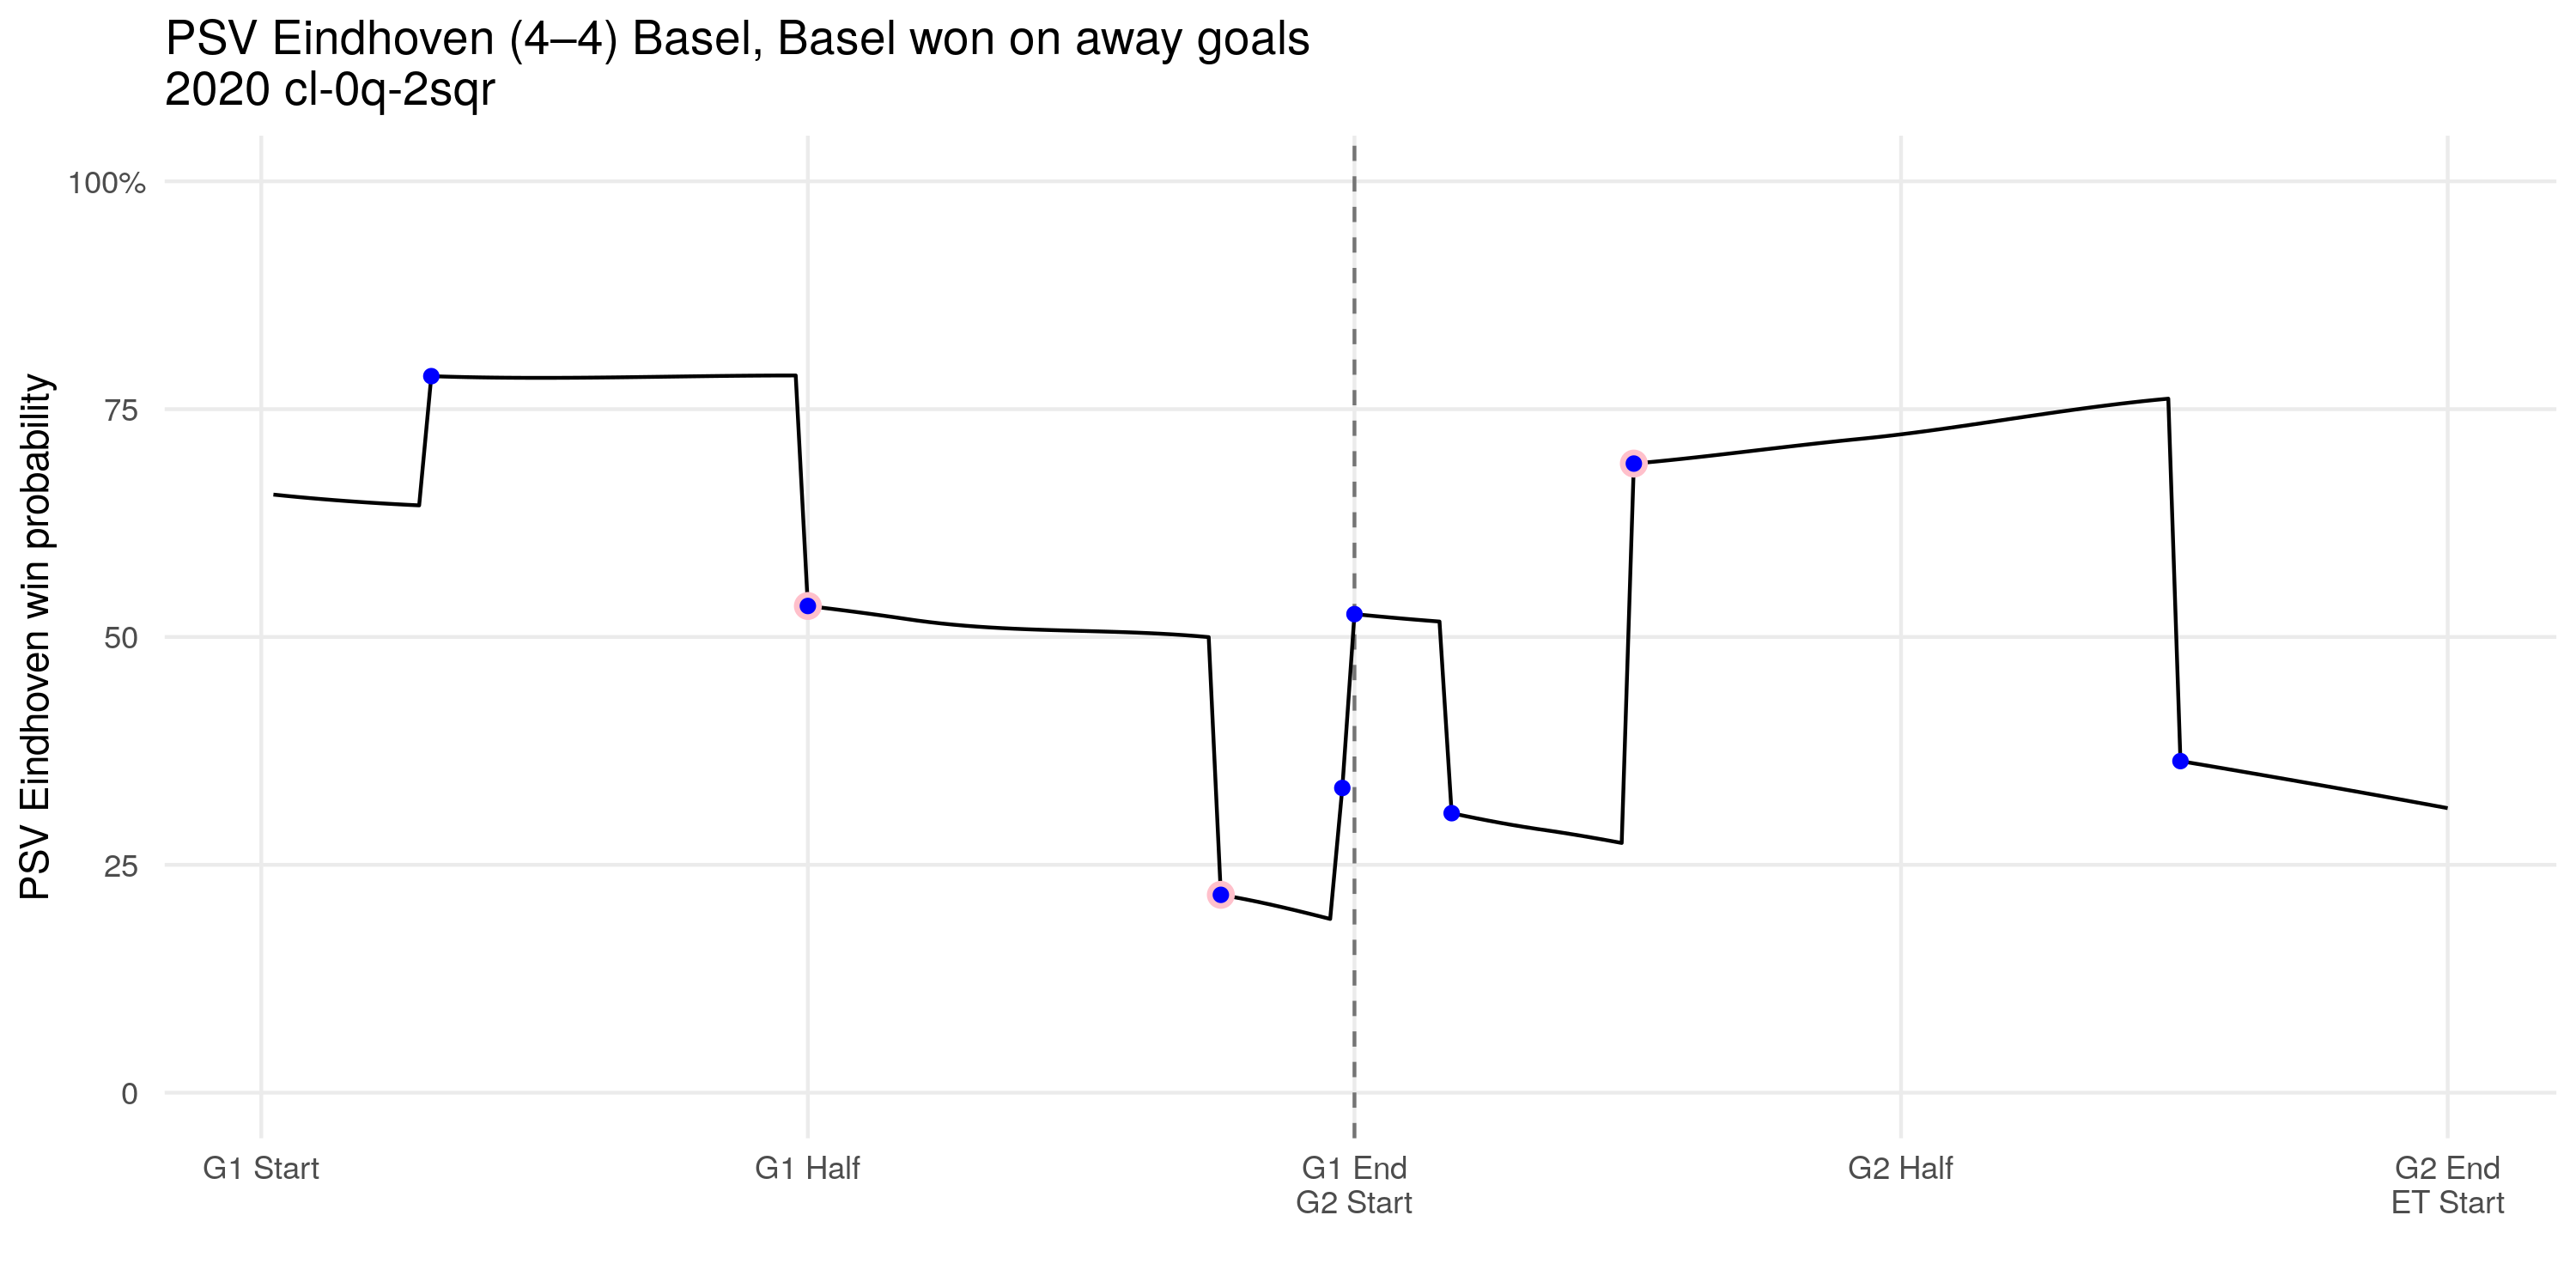 PSV Eindhoven (4–4) Basel, Basel won on away goals
2020 cl-0q-2sqr
PSV Eindhoven win probability
100%
75
50
25
0
G1 Start
G1 Half
G1 End
G2 Start
G2 Half
G2 End
ET Start